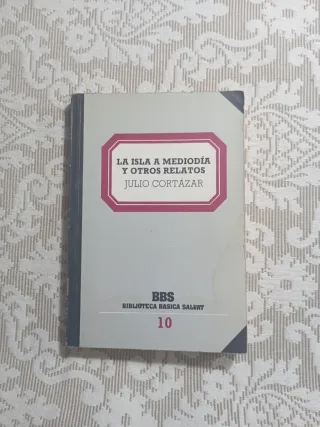 LA ISLA A MEDIODÍA
Y OTROS RELATOS
JULIO CORTÁZAR
BBS
BIBLIOTECA BASICA SALVAT
10